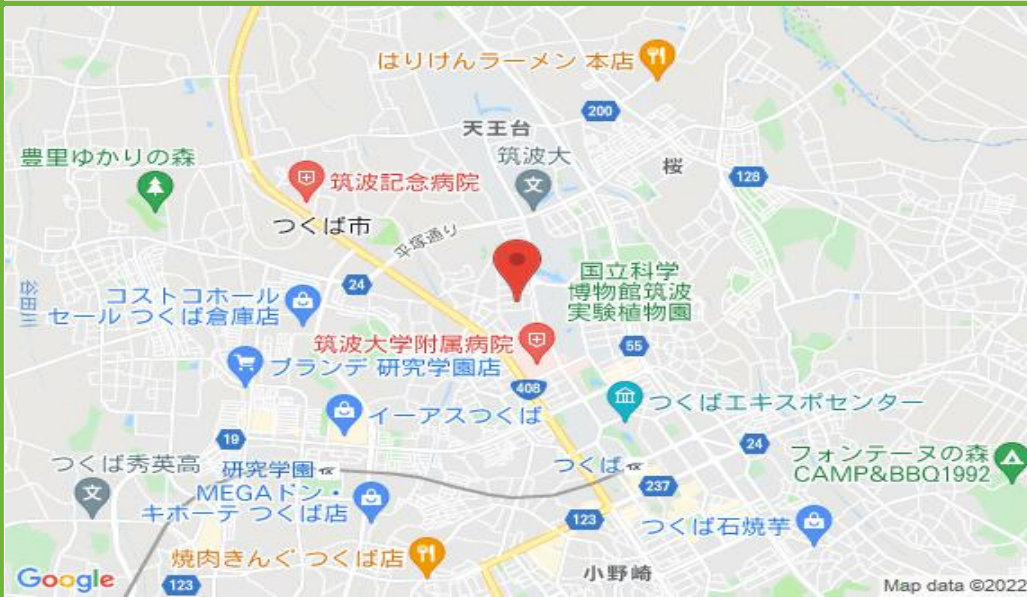 はりけんラーメン 本店
200
天王台
豊里ゆかりの森
筑波大
文
桜
128
筑波記念病院
つくば市
平塚通り
谷田川
24
国立科学
博物館筑波
実験植物園
コストコホール
セール つくば倉庫店
筑波大学附属病院
55
ブランデ 研究学園店
408
イーアスつくば
つくばエキスポセンター
19
24
つくば秀英高
研究学園
つくば
フォンテーヌの森
CAMP&BBQ1992
文
MEGAドン・
キホーテ つくば店
237
123
つくば石焼芋
焼肉きんぐ つくば店
小野崎
Google
123
Map data ©2022